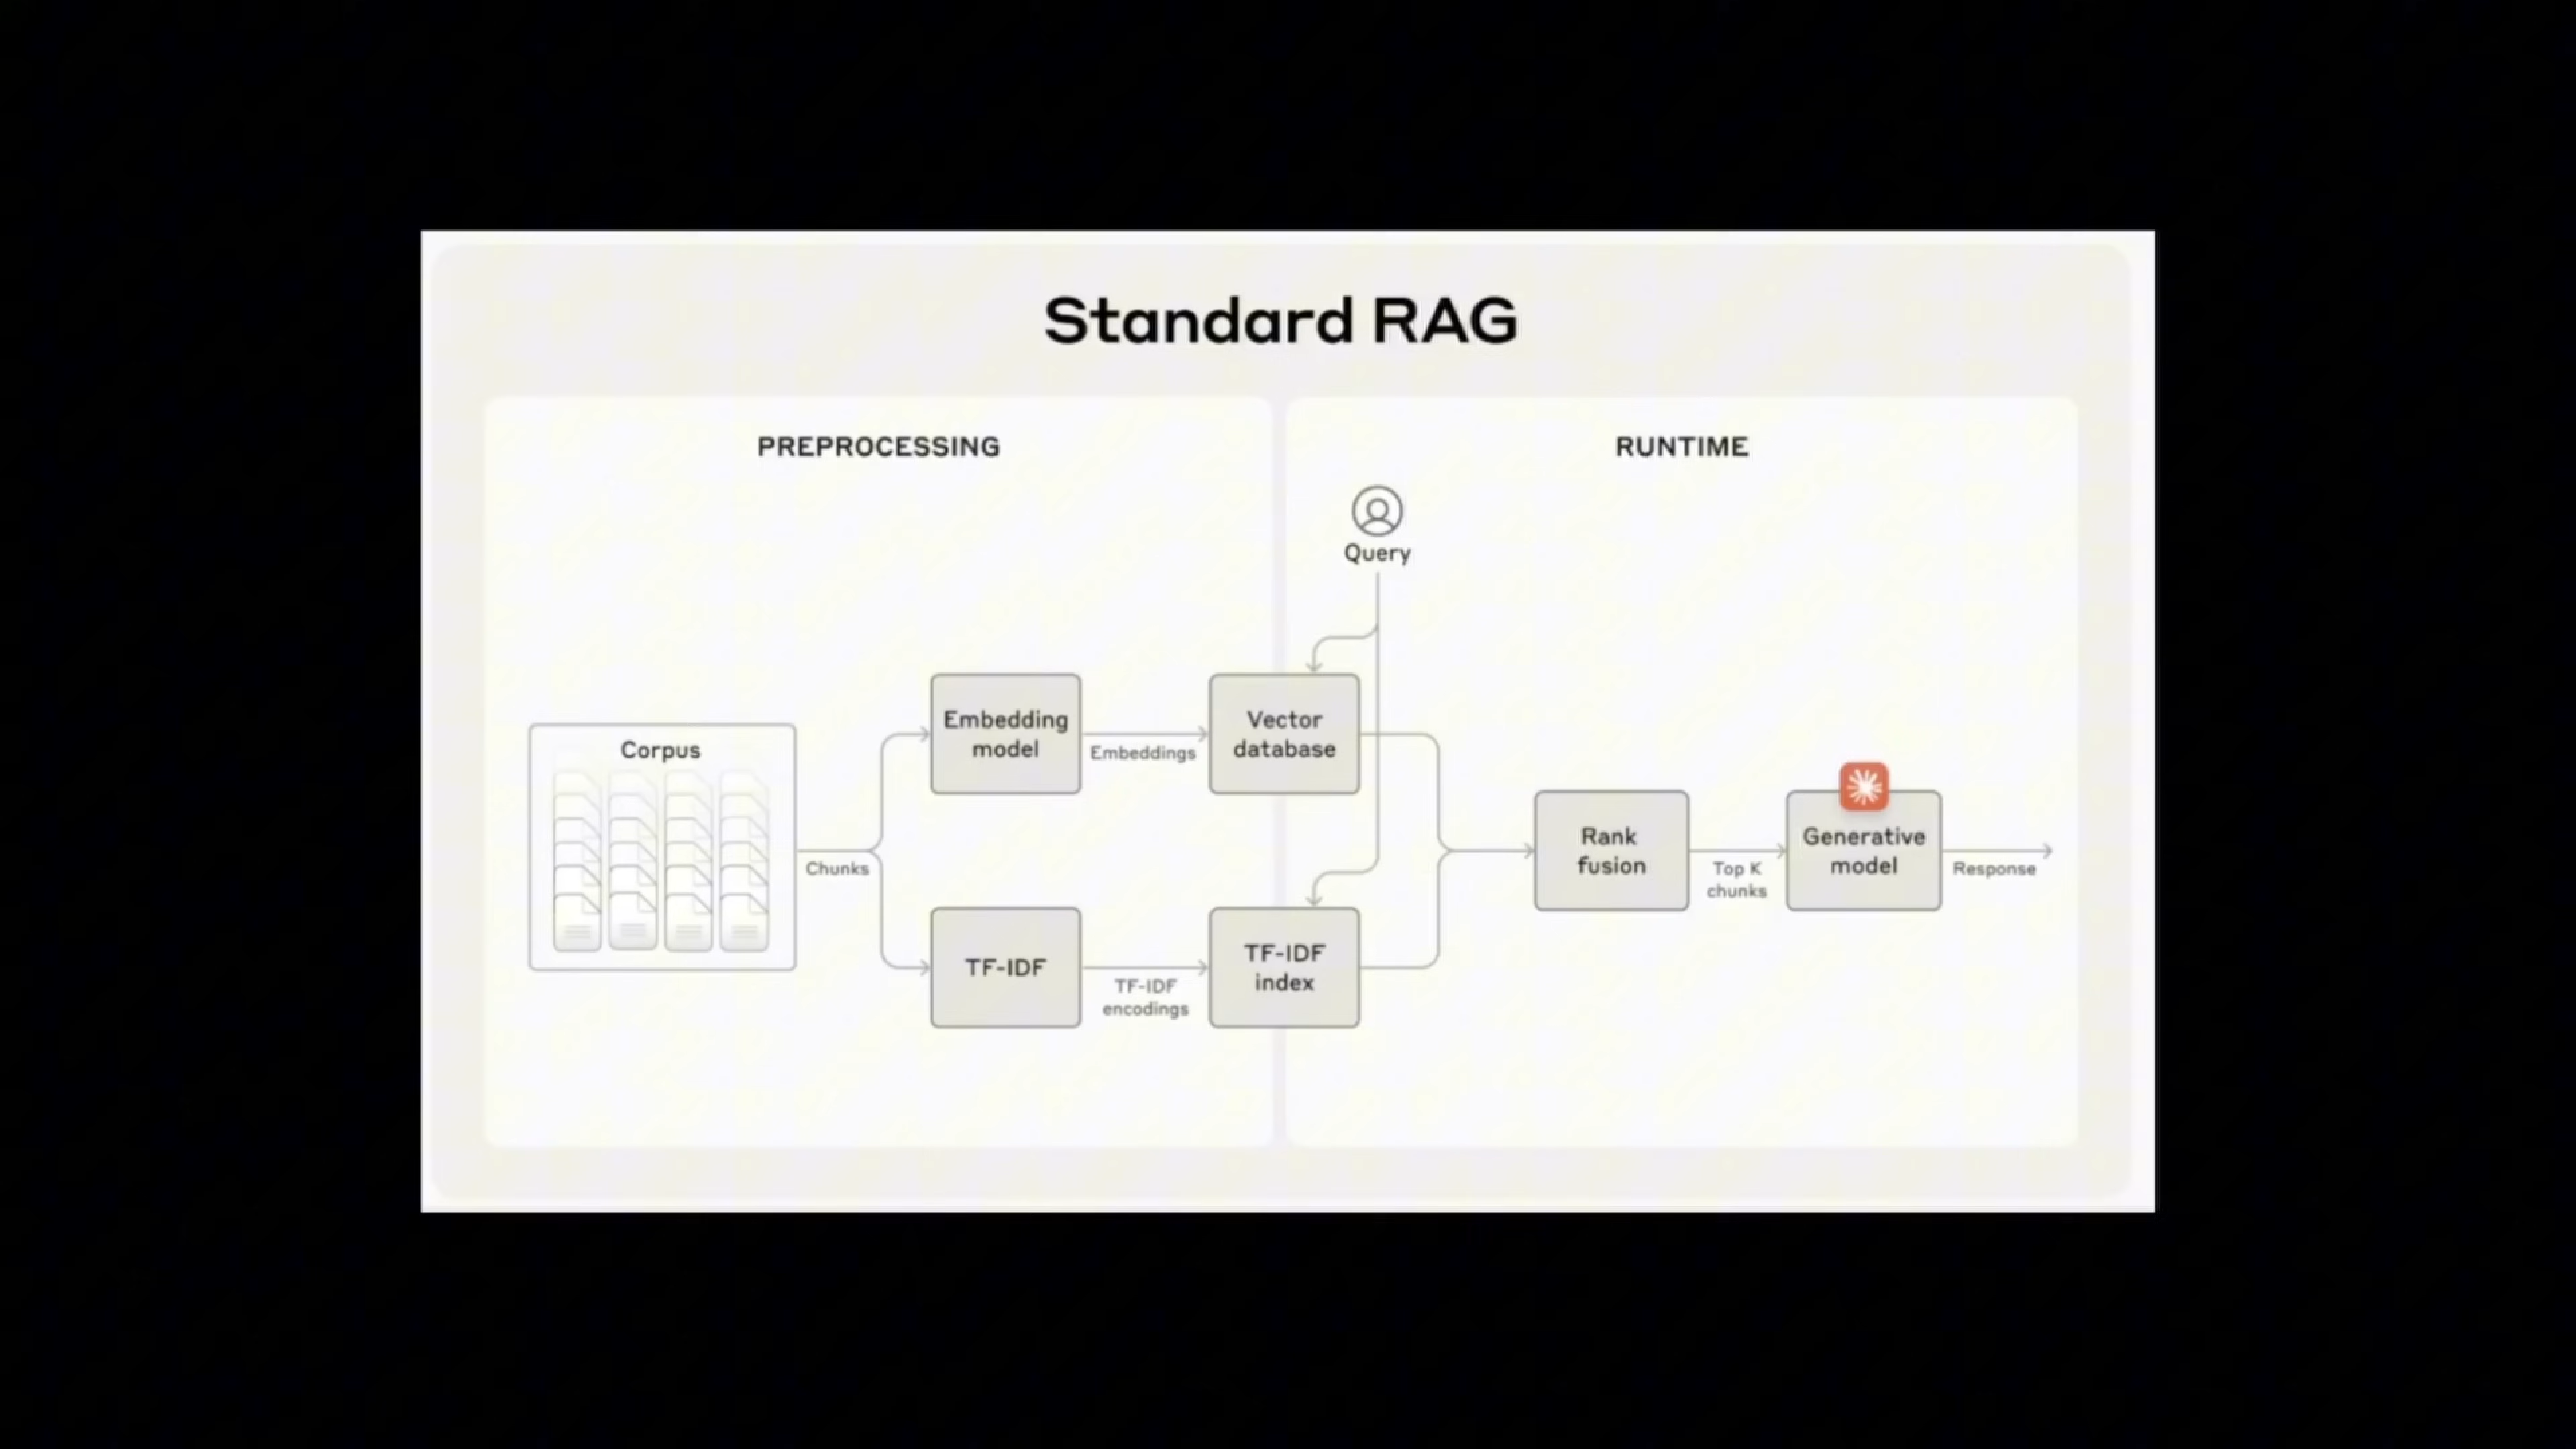 Standard RAG
PREPROCESSING
RUNTIME
Query
Corpus
Chunks
Embedding
model
Embeddings
Vector
database
TF-IDF
TF-IDF
encodings
TF-IDF
index
Rank
fusion
Top K
chunks
Generative
model
Response